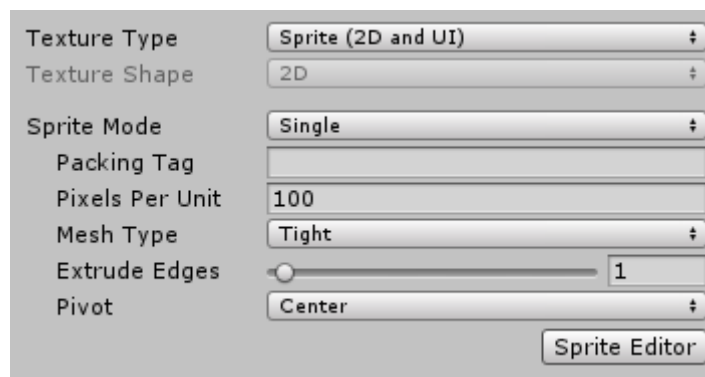 Texture Type Sprite (2D and UI)
Texture Shape 2D
Sprite Mode Single
Packing Tag
Pixels Per Unit 100
Mesh Type Tight
Extrude Edges 1
Pivot Center
Sprite Editor